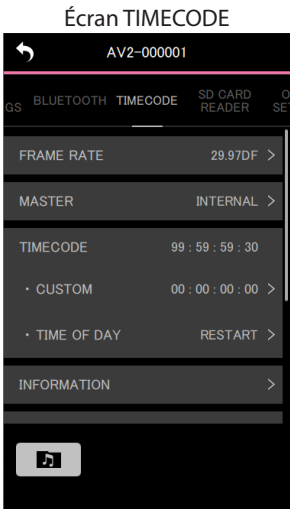 Écran TIMECODE
AV2-000001
GS BLUETOOTH TIMECODE SD CARD READER O SE
FRAME RATE 29.97DF >
MASTER INTERNAL >
TIMECODE 99 : 59 : 59 : 30
・CUSTOM 00 : 00 : 00 : 00 >
・TIME OF DAY RESTART >
INFORMATION >